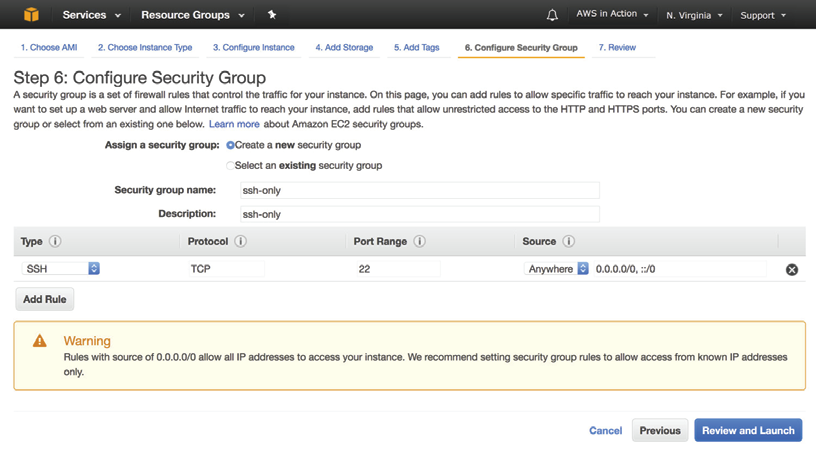 Services Resource Groups AWS in Action N. Virginia Support
1. Choose AMI 2. Choose Instance Type 3. Configure Instance 4. Add Storage 5. Add Tags 6. Configure Security Group 7. Review
Step 6: Configure Security Group
A security group is a set of firewall rules that control the traffic for your instance. On this page, you can add rules to allow specific traffic to reach your instance. For example, if you
want to set up a web server and allow Internet traffic to reach your instance, add rules that allow unrestricted access to the HTTP and HTTPS ports. You can create a new security
group or select from an existing one below. Learn more about Amazon EC2 security groups.
Assign a security group: Create a new security group
Select an existing security group
Security group name: ssh-only
Description: ssh-only
Type i Protocol i Port Range i Source i
SSH TCP 22 Anywhere 0.0.0.0/0, ::/0
Add Rule
Warning
Rules with source of 0.0.0.0/0 allow all IP addresses to access your instance. We recommend setting security group rules to allow access from known IP addresses
only.
Cancel Previous Review and Launch